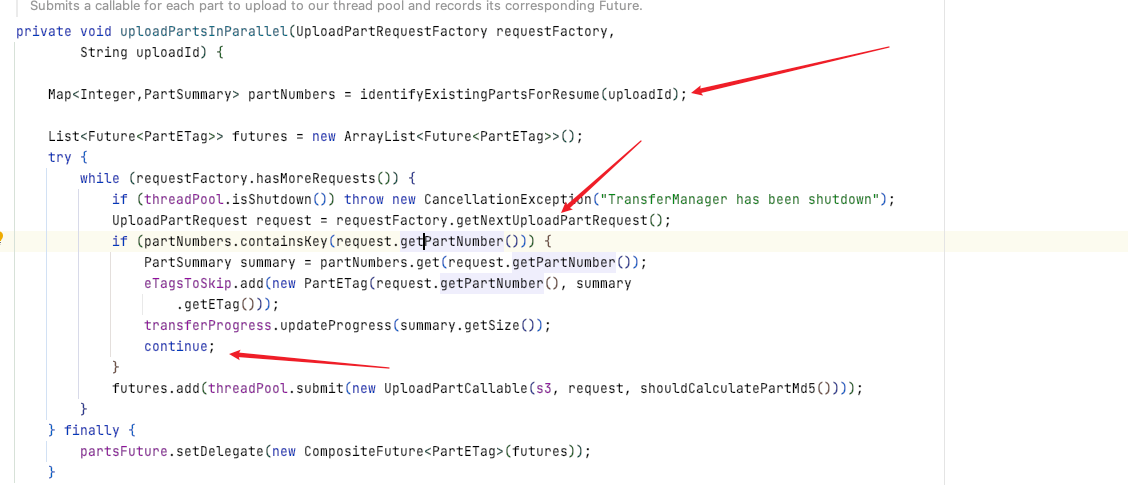 Submits a callable for each part to upload to our thread pool and records its corresponding Future.
private void uploadPartsInParallel(UploadPartRequestFactory requestFactory,
String uploadId) {
Map<Integer,PartSummary> partNumbers = identifyExistingPartsForResume(uploadId);
List<Future<PartETag>> futures = new ArrayList<Future<PartETag>>();
try {
while (requestFactory.hasMoreRequests()) {
if (threadPool.isShutdown()) throw new CancellationException("TransferManager has been shutdown");
UploadPartRequest request = requestFactory.getNextUploadPartRequest();
if (partNumbers.containsKey(request.getPartNumber())) {
PartSummary summary = partNumbers.get(request.getPartNumber());
eTagsToSkip.add(new PartETag(request.getPartNumber(), summary
.getETag()));
transferProgress.updateProgress(summary.getSize());
continue;
}
futures.add(threadPool.submit(new UploadPartCallable(s3, request, shouldCalculatePartMd5())));
}
} finally {
partsFuture.setDelegate(new CompositeFuture<PartETag>(futures));
}